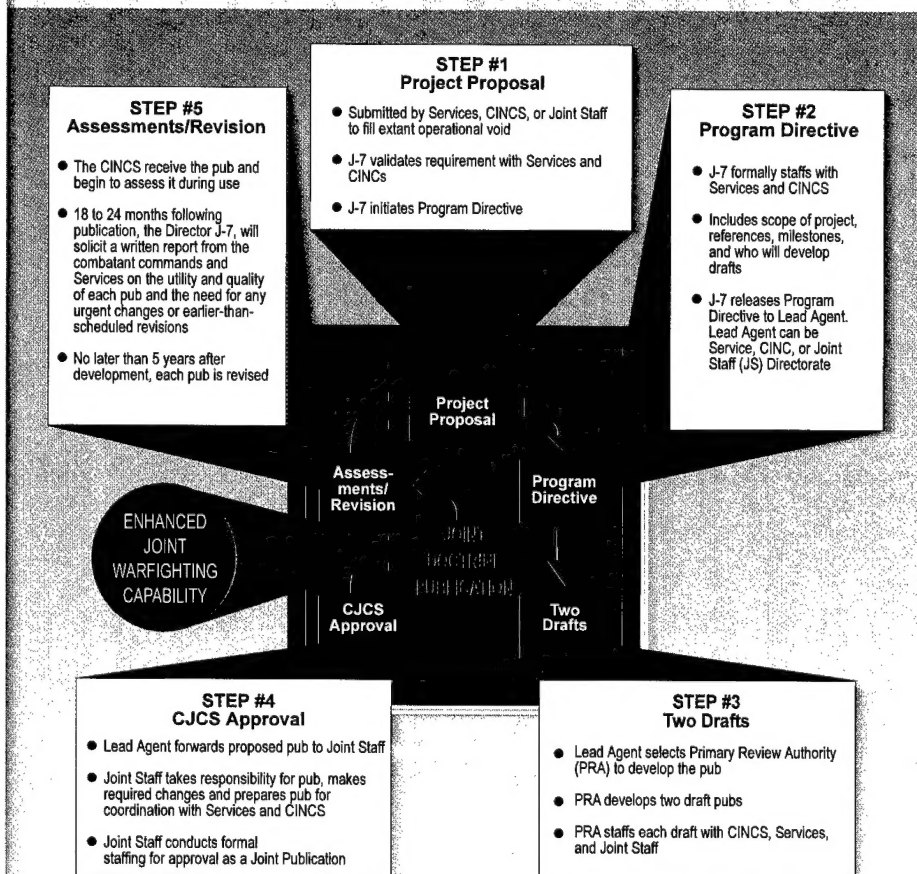 STEP #1
Project Proposal
● Submitted by Services, CINCS, or Joint Staff
to fill extant operational void
● J-7 validates requirement with Services and
CINCs
● J-7 initiates Program Directive
STEP #2
Program Directive
● J-7 formally staffs with
Services and CINCS
● Includes scope of project,
references, milestones,
and who will develop
drafts
● J-7 releases Program
Directive to Lead Agent.
Lead Agent can be
Service, CINC, or Joint
Staff (JS) Directorate
STEP #3
Two Drafts
● Lead Agent selects Primary Review Authority
(PRA) to develop the pub
● PRA develops two draft pubs
● PRA staffs each draft with CINCS, Services,
and Joint Staff
STEP #4
CJCS Approval
● Lead Agent forwards proposed pub to Joint Staff
● Joint Staff takes responsibility for pub, makes
required changes and prepares pub for
coordination with Services and CINCS
● Joint Staff conducts formal
staffing for approval as a Joint Publication
STEP #5
Assessments/Revision
● The CINCS receive the pub and
begin to assess it during use
● 18 to 24 months following
publication, the Director J-7, will
solicit a written report from the
combatant commands and
Services on the utility and quality
of each pub and the need for any
urgent changes or earlier-than-
scheduled revisions
● No later than 5 years after
development, each pub is revised
Project
Proposal
Program
Directive
Two
Drafts
CJCS
Approval
Assess-
ments/
Revision
JOINT
DOCTRINE
PUBLICATION
ENHANCED
JOINT
WARFIGHTING
CAPABILITY